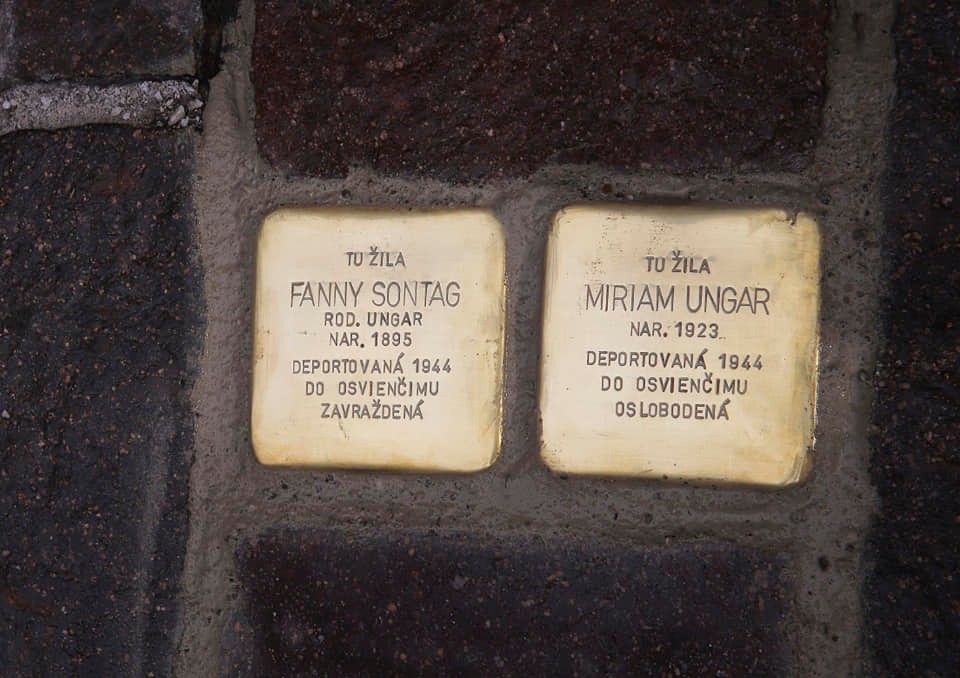 TU ŽILA
FANNY SONTAG
ROD. UNGAR
NAR. 1895
DEPORTOVANÁ 1944
DO OSVIENČIMU
ZAVRAŽDENÁ
TU ŽILA
MIRIAM UNGAR
NAR. 1923
DEPORTOVANÁ 1944
DO OSVIENČIMU
OSLOBODENÁ